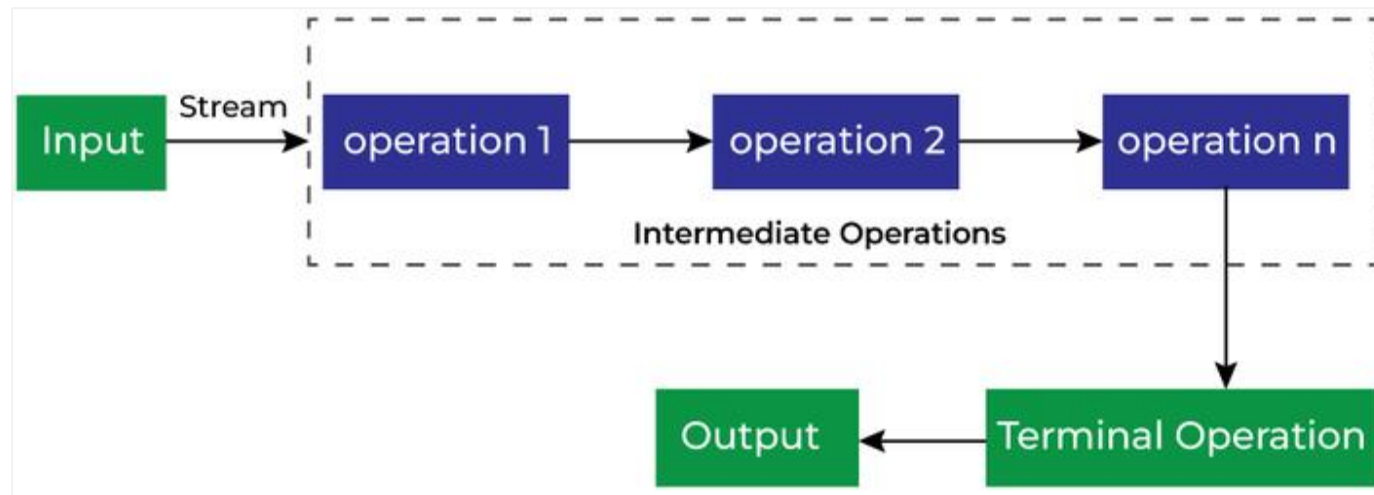 Stream
Input
operation 1
operation 2
operation n
Intermediate Operations
Output
Terminal Operation